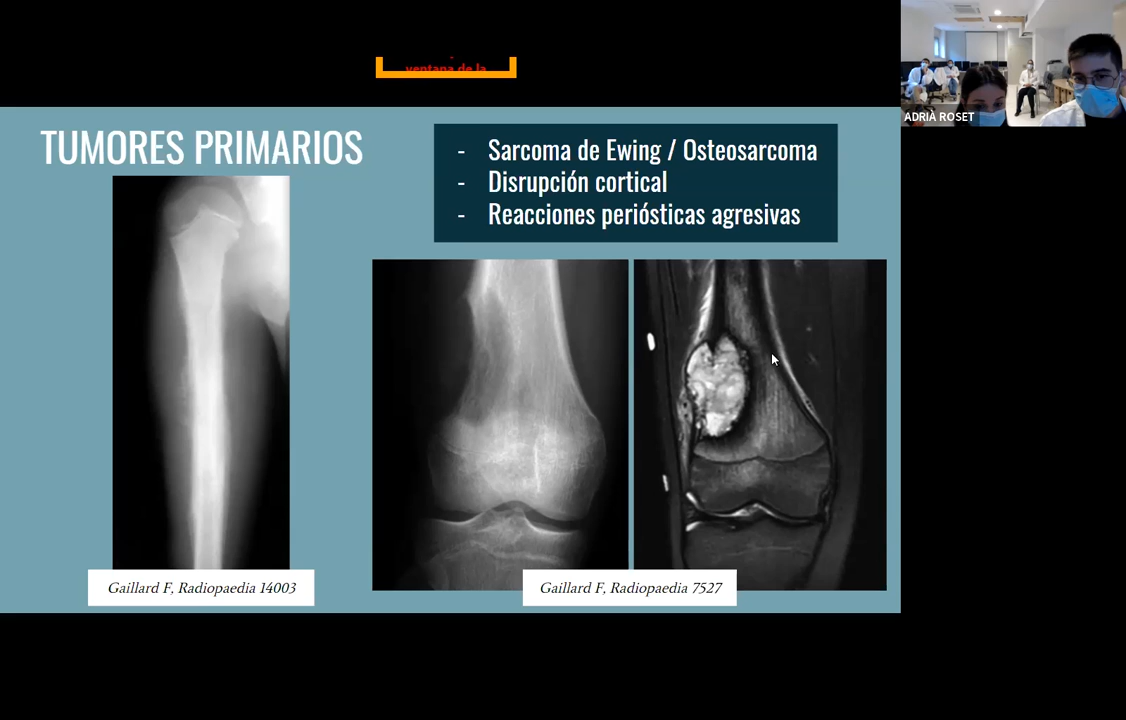 ventana de la
ADRIÀ ROSET
TUMORES PRIMARIOS
- Sarcoma de Ewing / Osteosarcoma
- Disrupción cortical
- Reacciones periósticas agresivas
Gaillard F, Radiopaedia 14003
Gaillard F, Radiopaedia 7527